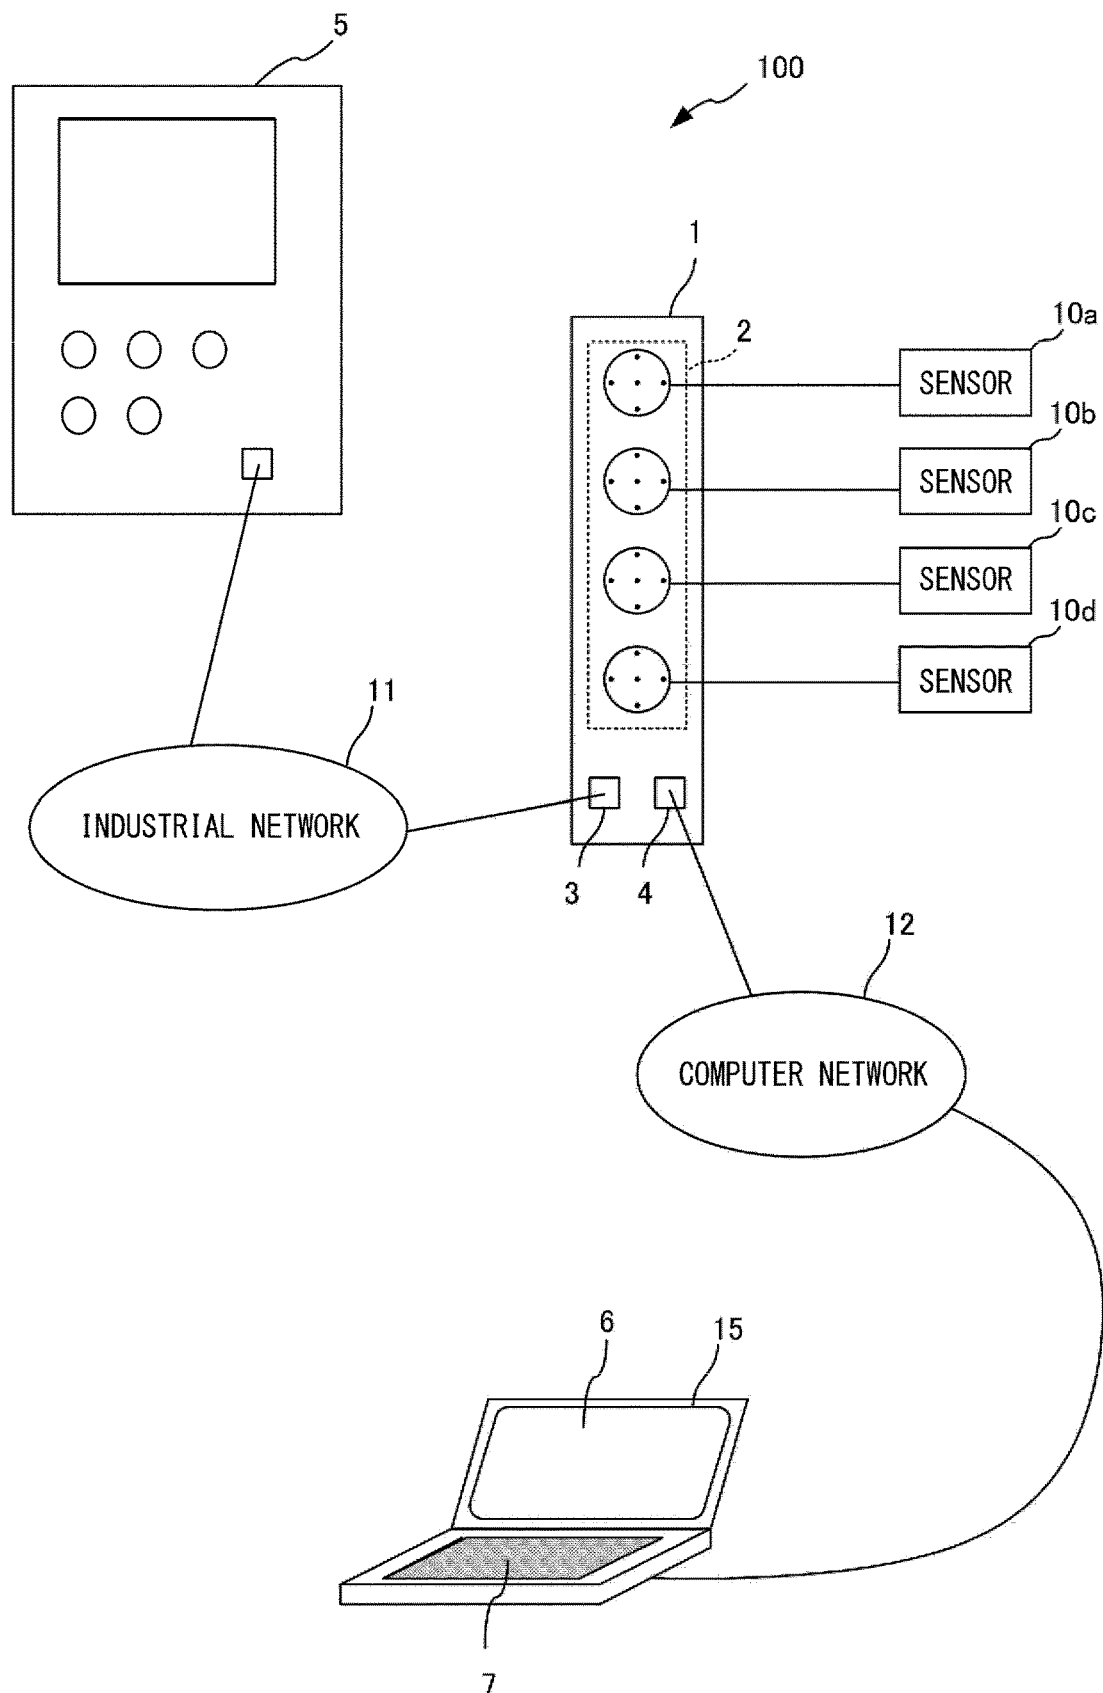 5
100
1
2
10a
SENSOR
10b
SENSOR
10c
SENSOR
10d
SENSOR
11
INDUSTRIAL NETWORK
3
4
12
COMPUTER NETWORK
6
15
7